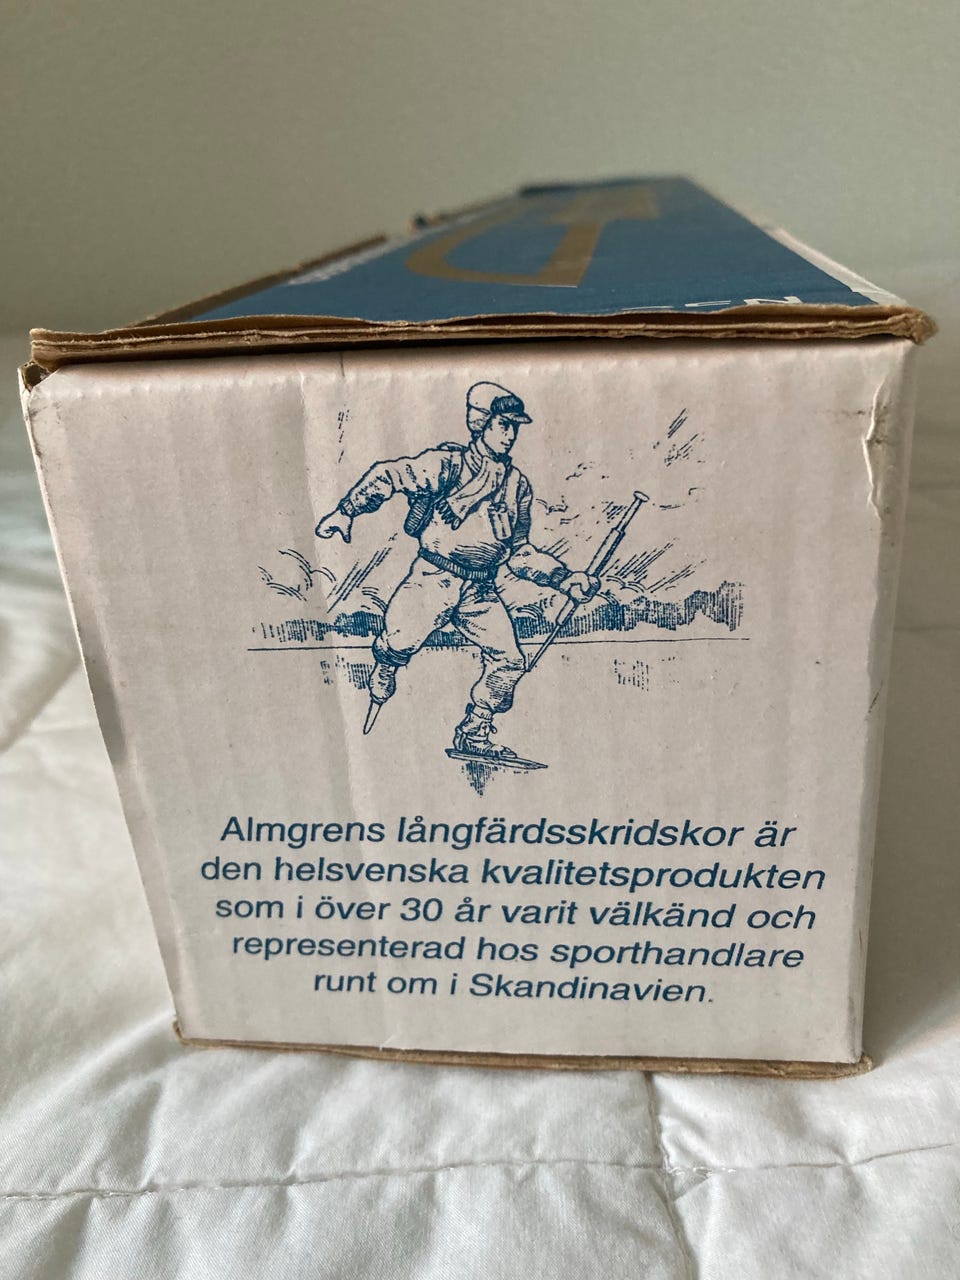 Almgrens långfärdsskridskor är
den helsvenska kvalitetsprodukten
som i över 30 år varit välkänd och
representerad hos sporthandlare
runt om i Skandinavien.